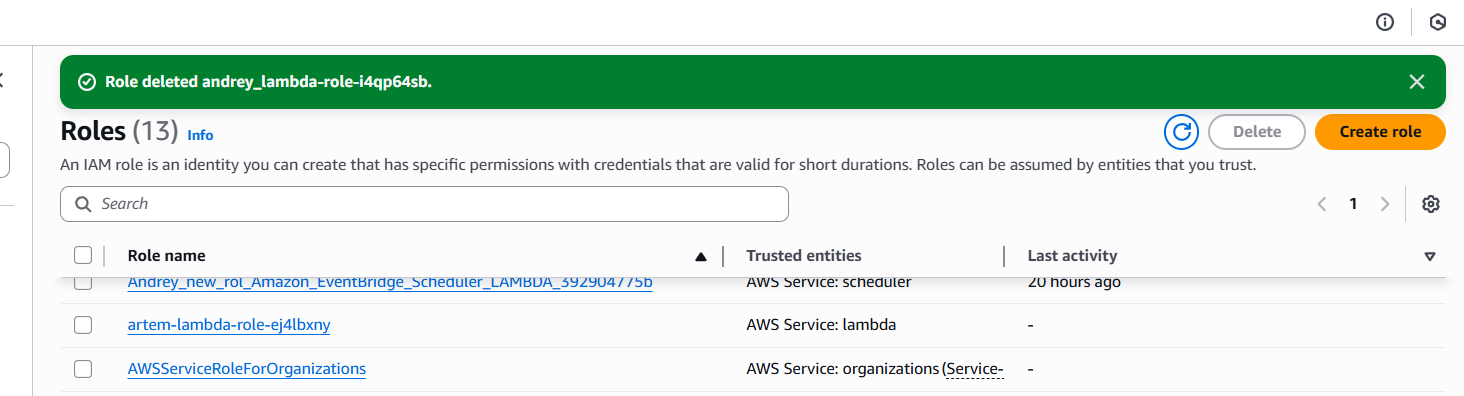 Role deleted andrey_lambda-role-i4qp64sb.
Roles (13) Info
Delete
Create role
An IAM role is an identity you can create that has specific permissions with credentials that are valid for short durations. Roles can be assumed by entities that you trust.
Search
1
Role name Trusted entities Last activity
Andrey_new_rol_Amazon_EventBridge_Scheduler_LAMBDA_392904775b AWS Service: scheduler 20 hours ago
artem-lambda-role-ej4lbxny AWS Service: lambda -
AWSServiceRoleForOrganizations AWS Service: organizations (Service- -